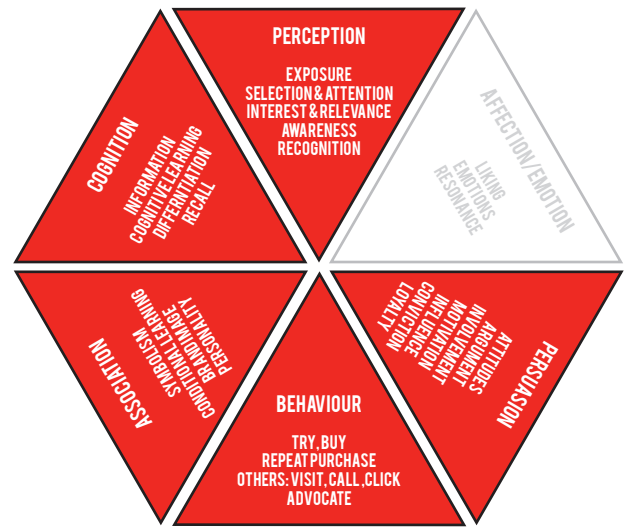 PERCEPTION
EXPOSURE
SELECTION & ATTENTION
INTEREST & RELEVANCE
AWARENESS
RECOGNITION
AFFECTION/EMOTION
LIKING
EMOTIONS
RESONANCE
PERSUASION
ATTITUDES
ARGUMENT
INVOLVEMENT
MOTIVATION
INFLUENCE
CONVICTION
LOYALTY
BEHAVIOUR
TRY, BUY
REPEAT PURCHASE
OTHERS: VISIT, CALL ,CLICK
ADVOCATE
ASSOCIATION
SYMBOLISM
CONDITIONAL LEARNING
BRAND IMAGE
PERSONALITY
COGNITION
INFORMATION
COGNITIVE LEARNING
DIFFERNTIATION
RECALL